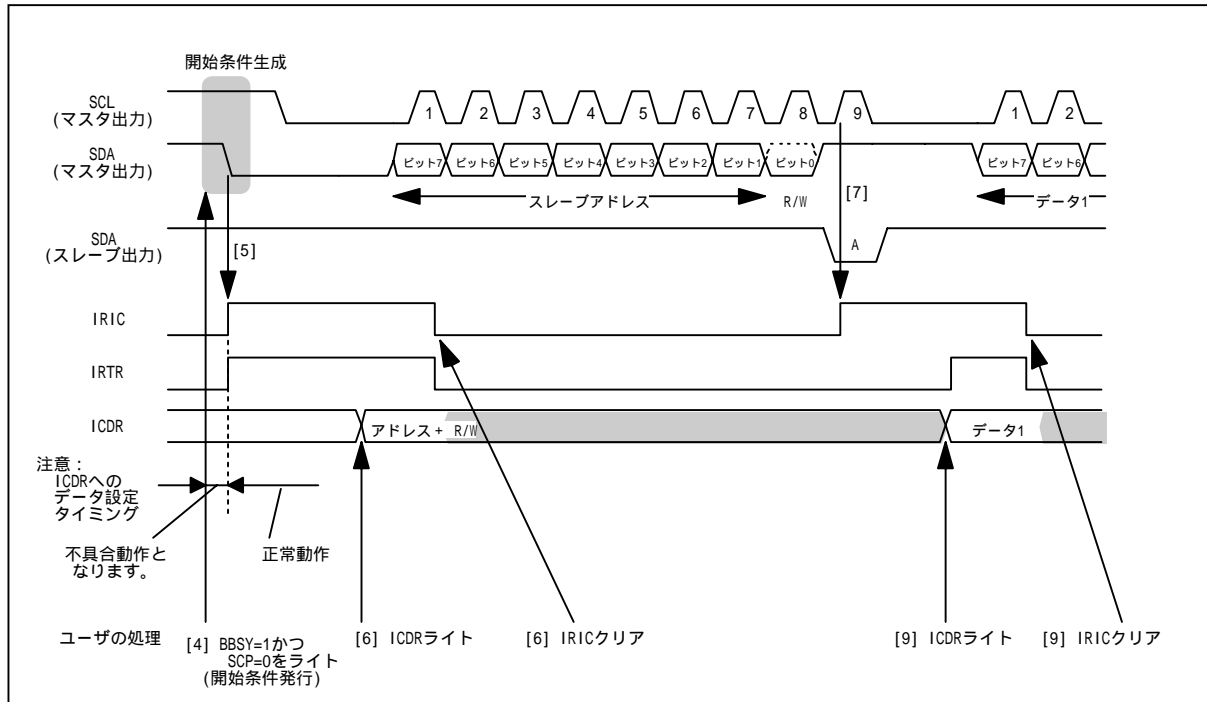 開始条件生成
SCL
(マスタ出力)
1 2 3 4 5 6 7 8 9 1 2
SDA
(マスタ出力)
ビット7 ビット6 ビット5 ビット4 ビット3 ビット2 ビット1 ビット0 ビット7 ビット6
スレーブアドレス R/W [7] データ1
SDA
(スレーブ出力)
[5]
A
IRIC
IRTR
ICDR
アドレス+ R/W
データ1
注意:
ICDRへの
データ設定
タイミング
不具合動作と
なります。
正常動作
ユーザの処理
[4] BBSY=1かつ
SCP=0をライト
(開始条件発行)
[6] ICDRライト
[6] IRICクリア
[9] ICDRライト
[9] IRICクリア